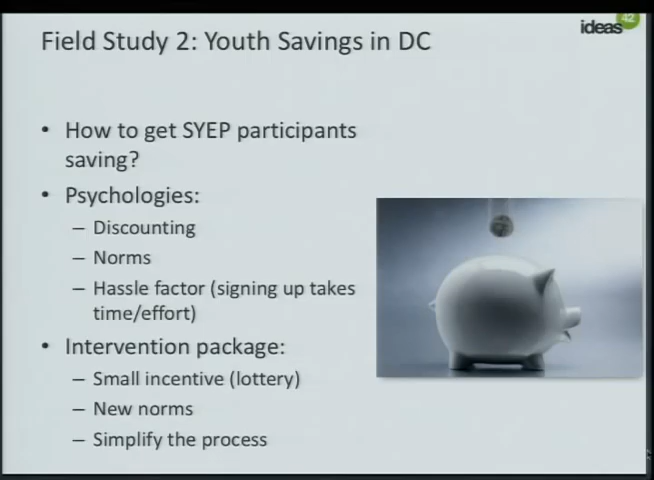 ideas42
Field Study 2: Youth Savings in DC
• How to get SYEP participants
saving?
• Psychologies:
– Discounting
– Norms
– Hassle factor (signing up takes
time/effort)
• Intervention package:
– Small incentive (lottery)
– New norms
– Simplify the process